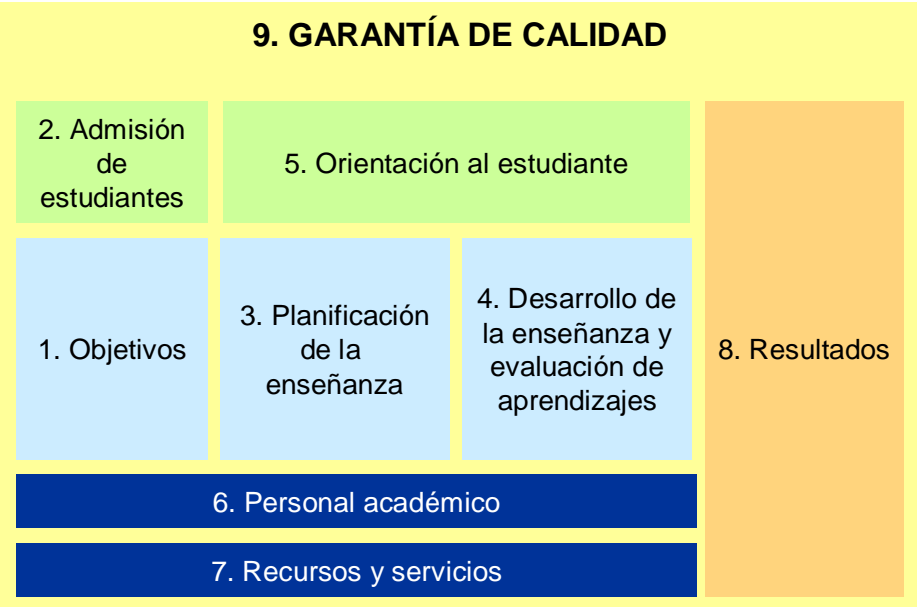 9. GARANTÍA DE CALIDAD
2. Admisión
de
estudiantes
5. Orientación al estudiante
1. Objetivos
3. Planificación
de la
enseñanza
4. Desarrollo de
la enseñanza y
evaluación de
aprendizajes
8. Resultados
6. Personal académico
7. Recursos y servicios